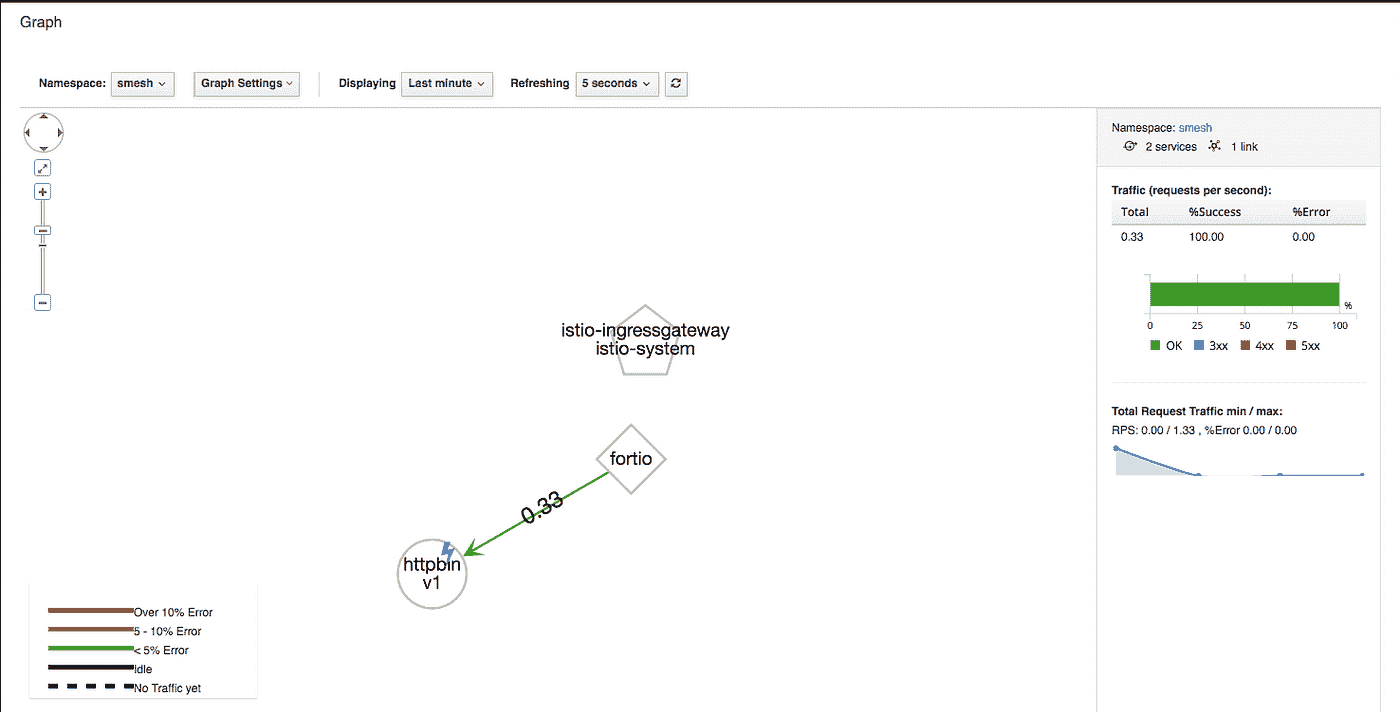 Graph
Namespace: smesh Graph Settings Displaying Last minute Refreshing 5 seconds
Namespace: smesh
2 services 1 link
Traffic (requests per second):
Total %Success %Error
0.33 100.00 0.00
%
0 25 50 75 100
OK 3xx 4xx 5xx
Total Request Traffic min / max:
RPS: 0.00 / 1.33 , %Error 0.00 / 0.00
istio-ingressgateway
istio-system
fortio
0.33
httpbin
v1
Over 10% Error
5 - 10% Error
< 5% Error
Idle
No Traffic yet